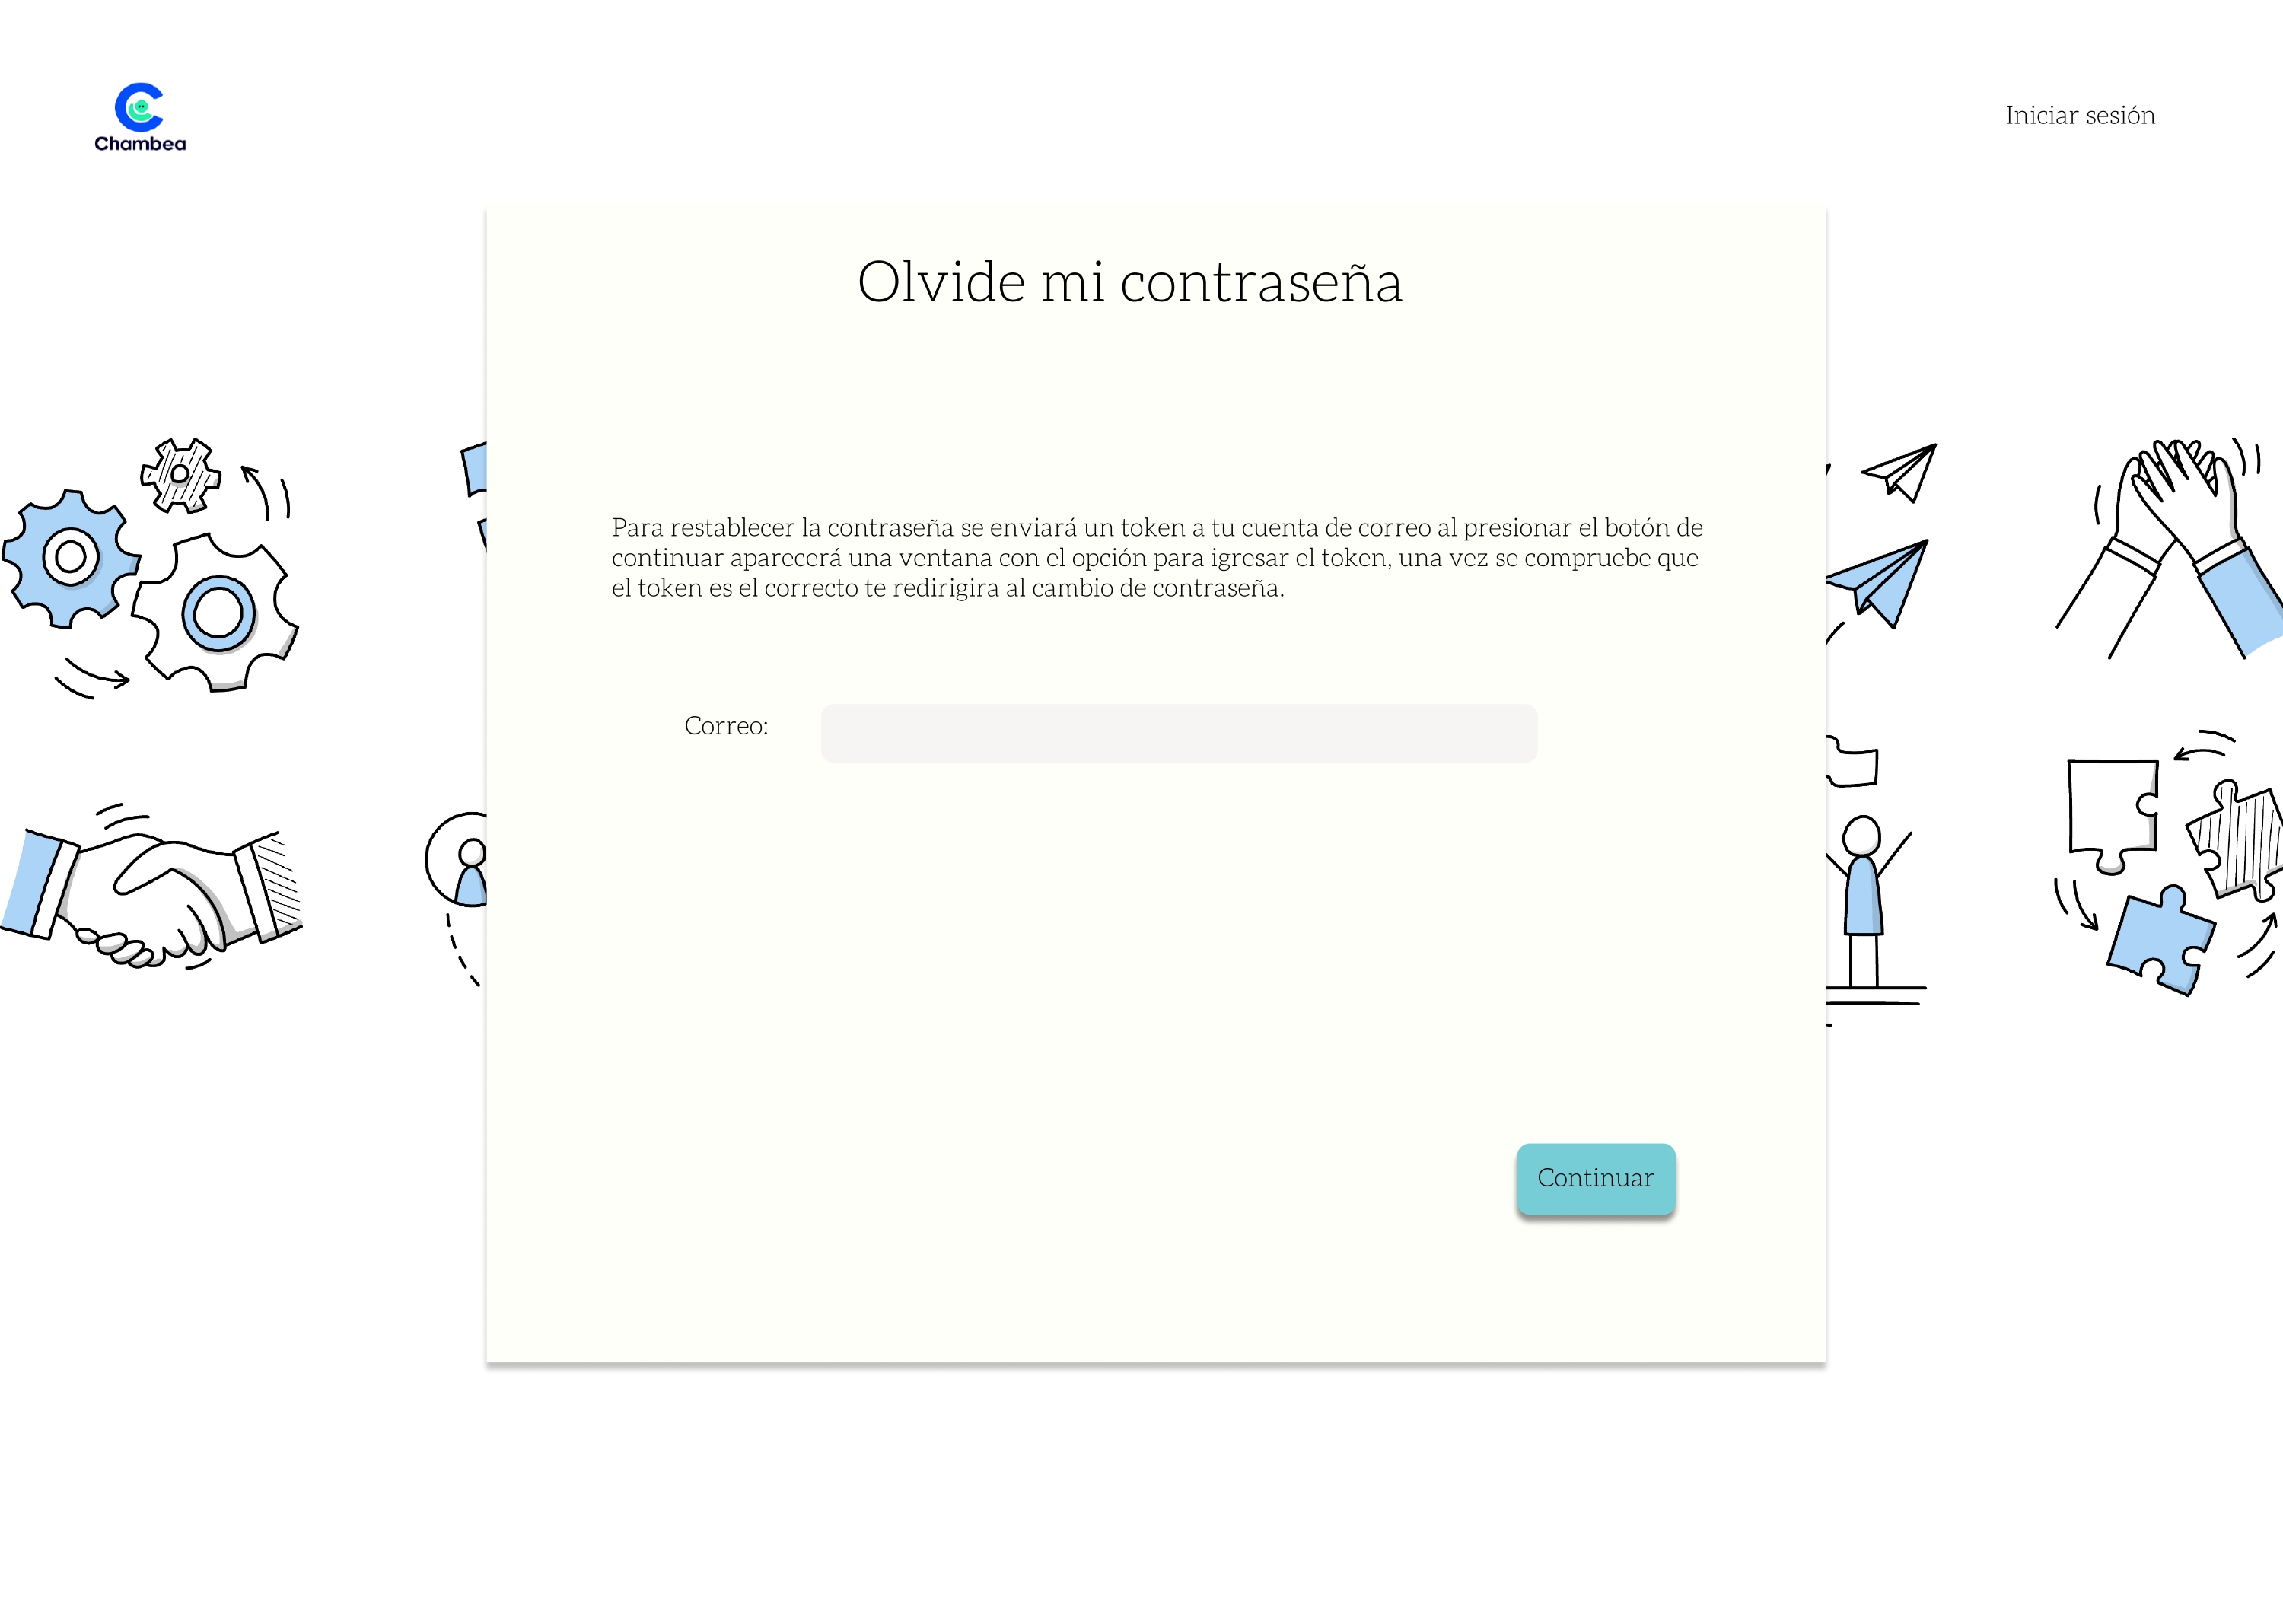 Chambea
Iniciar sesión
Olvide mi contraseña
Para restablecer la contraseña se enviará un token a tu cuenta de correo al presionar el botón de
continuar aparecerá una ventana con el opción para igresar el token, una vez se compruebe que
el token es el correcto te redirigira al cambio de contraseña.
Correo:
Continuar